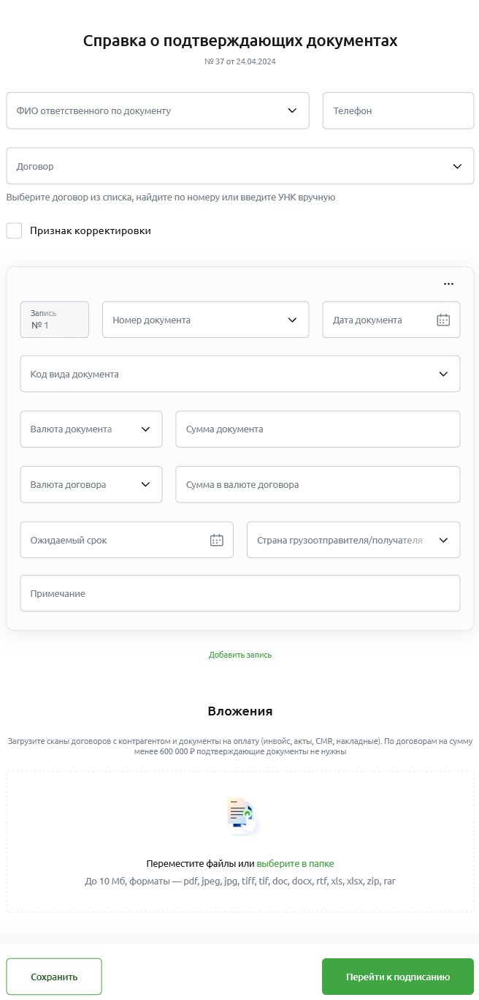 Справка о подтверждающих документах
№ 37 от 24.04.2024
ФИО ответственного по документу
Телефон
Договор
Выберите договор из списка, найдите по номеру или введите УНК вручную
Признак корректировки
Запись
№ 1
Номер документа
Дата документа
Код вида документа
Валюта документа
Сумма документа
Валюта договора
Сумма в валюте договора
Ожидаемый срок
Страна грузоотправителя/получателя
Примечание
Добавить запись
Вложения
Загрузите сканы договоров с контрагентом и документы на оплату (инвойс, акты, CMR, накладные). По договорам на сумму
менее 600 000 ₽ подтверждающие документы не нужны
Переместите файлы или выберите в папке
До 10 Мб, форматы — pdf, jpeg, jpg, tiff, tif, doc, docx, rtf, xls, xlsx, zip, rar
Сохранить
Перейти к подписанию